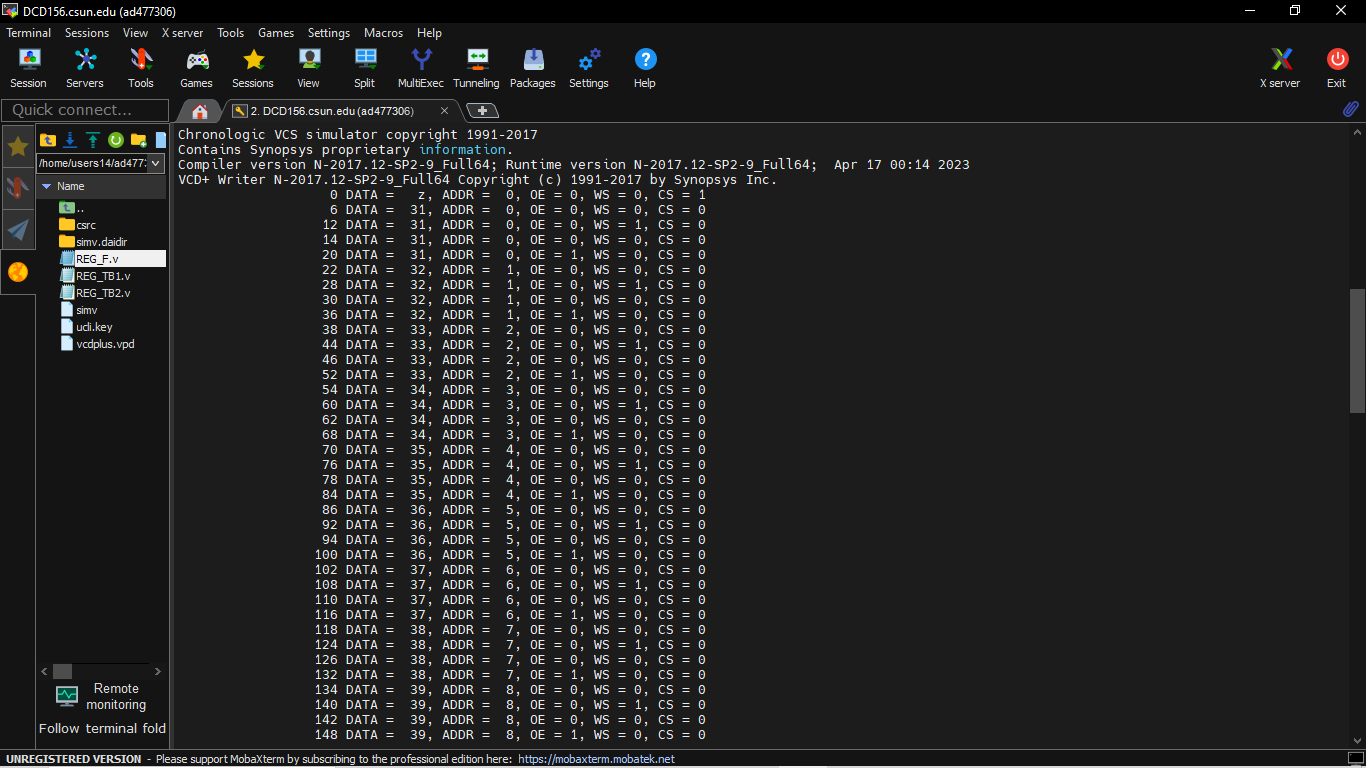 DCD156.csun.edu (ad477306)
Terminal Sessions View X server Tools Games Settings Macros Help
Session Servers Tools Games Sessions View Split MultiExec Tunneling Packages Settings Help X server Exit
Quick connect... 2. DCD156.csun.edu (ad477306)
/home/users14/ad477
Name
..
csrc
simv.daidir
REG_F.v
REG_TB1.v
REG_TB2.v
simv
ucli.key
vcdplus.vpd
Remote
monitoring
Follow terminal fold
Chronologic VCS simulator copyright 1991-2017
Contains Synopsys proprietary information.
Compiler version N-2017.12-SP2-9_Full64; Runtime version N-2017.12-SP2-9_Full64;  Apr 17 00:14 2023
VCD+ Writer N-2017.12-SP2-9_Full64 Copyright (c) 1991-2017 by Synopsys Inc.
0 DATA =   z, ADDR =  0, OE = 0, WS = 0, CS = 1
6 DATA =  31, ADDR =  0, OE = 0, WS = 0, CS = 0
12 DATA =  31, ADDR =  0, OE = 0, WS = 1, CS = 0
14 DATA =  31, ADDR =  0, OE = 0, WS = 0, CS = 0
20 DATA =  31, ADDR =  0, OE = 1, WS = 0, CS = 0
22 DATA =  32, ADDR =  1, OE = 0, WS = 0, CS = 0
28 DATA =  32, ADDR =  1, OE = 0, WS = 1, CS = 0
30 DATA =  32, ADDR =  1, OE = 0, WS = 0, CS = 0
36 DATA =  32, ADDR =  1, OE = 1, WS = 0, CS = 0
38 DATA =  33, ADDR =  2, OE = 0, WS = 0, CS = 0
44 DATA =  33, ADDR =  2, OE = 0, WS = 1, CS = 0
46 DATA =  33, ADDR =  2, OE = 0, WS = 0, CS = 0
52 DATA =  33, ADDR =  2, OE = 1, WS = 0, CS = 0
54 DATA =  34, ADDR =  3, OE = 0, WS = 0, CS = 0
60 DATA =  34, ADDR =  3, OE = 0, WS = 1, CS = 0
62 DATA =  34, ADDR =  3, OE = 0, WS = 0, CS = 0
68 DATA =  34, ADDR =  3, OE = 1, WS = 0, CS = 0
70 DATA =  35, ADDR =  4, OE = 0, WS = 0, CS = 0
76 DATA =  35, ADDR =  4, OE = 0, WS = 1, CS = 0
78 DATA =  35, ADDR =  4, OE = 0, WS = 0, CS = 0
84 DATA =  35, ADDR =  4, OE = 1, WS = 0, CS = 0
86 DATA =  36, ADDR =  5, OE = 0, WS = 0, CS = 0
92 DATA =  36, ADDR =  5, OE = 0, WS = 1, CS = 0
94 DATA =  36, ADDR =  5, OE = 0, WS = 0, CS = 0
100 DATA =  36, ADDR =  5, OE = 1, WS = 0, CS = 0
102 DATA =  37, ADDR =  6, OE = 0, WS = 0, CS = 0
108 DATA =  37, ADDR =  6, OE = 0, WS = 1, CS = 0
110 DATA =  37, ADDR =  6, OE = 0, WS = 0, CS = 0
116 DATA =  37, ADDR =  6, OE = 1, WS = 0, CS = 0
118 DATA =  38, ADDR =  7, OE = 0, WS = 0, CS = 0
124 DATA =  38, ADDR =  7, OE = 0, WS = 1, CS = 0
126 DATA =  38, ADDR =  7, OE = 0, WS = 0, CS = 0
132 DATA =  38, ADDR =  7, OE = 1, WS = 0, CS = 0
134 DATA =  39, ADDR =  8, OE = 0, WS = 0, CS = 0
140 DATA =  39, ADDR =  8, OE = 0, WS = 1, CS = 0
142 DATA =  39, ADDR =  8, OE = 0, WS = 0, CS = 0
148 DATA =  39, ADDR =  8, OE = 1, WS = 0, CS = 0
UNREGISTERED VERSION - Please support MobaXterm by subscribing to the professional edition here: https://mobaxterm.mobatek.net